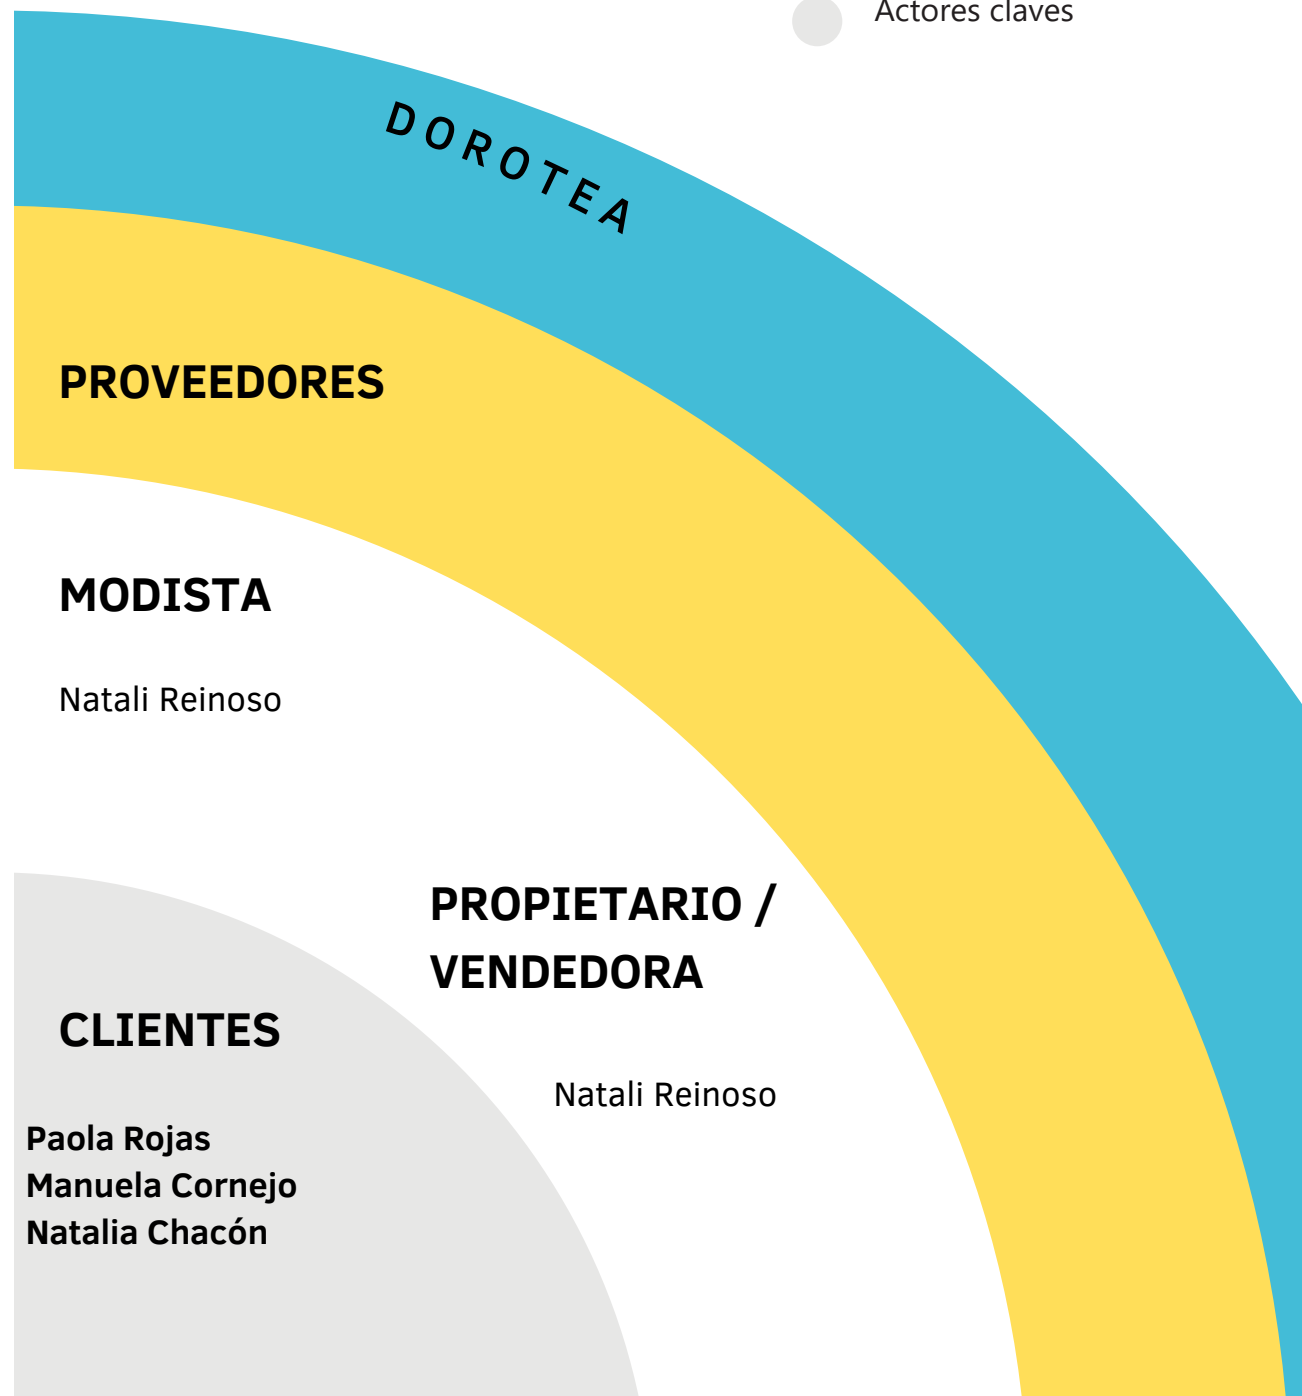 Actores claves
DOROTEA
PROVEEDORES
MODISTA
Natali Reinoso
PROPIETARIO /
VENDEDORA
Natali Reinoso
CLIENTES
Paola Rojas
Manuela Cornejo
Natalia Chacón